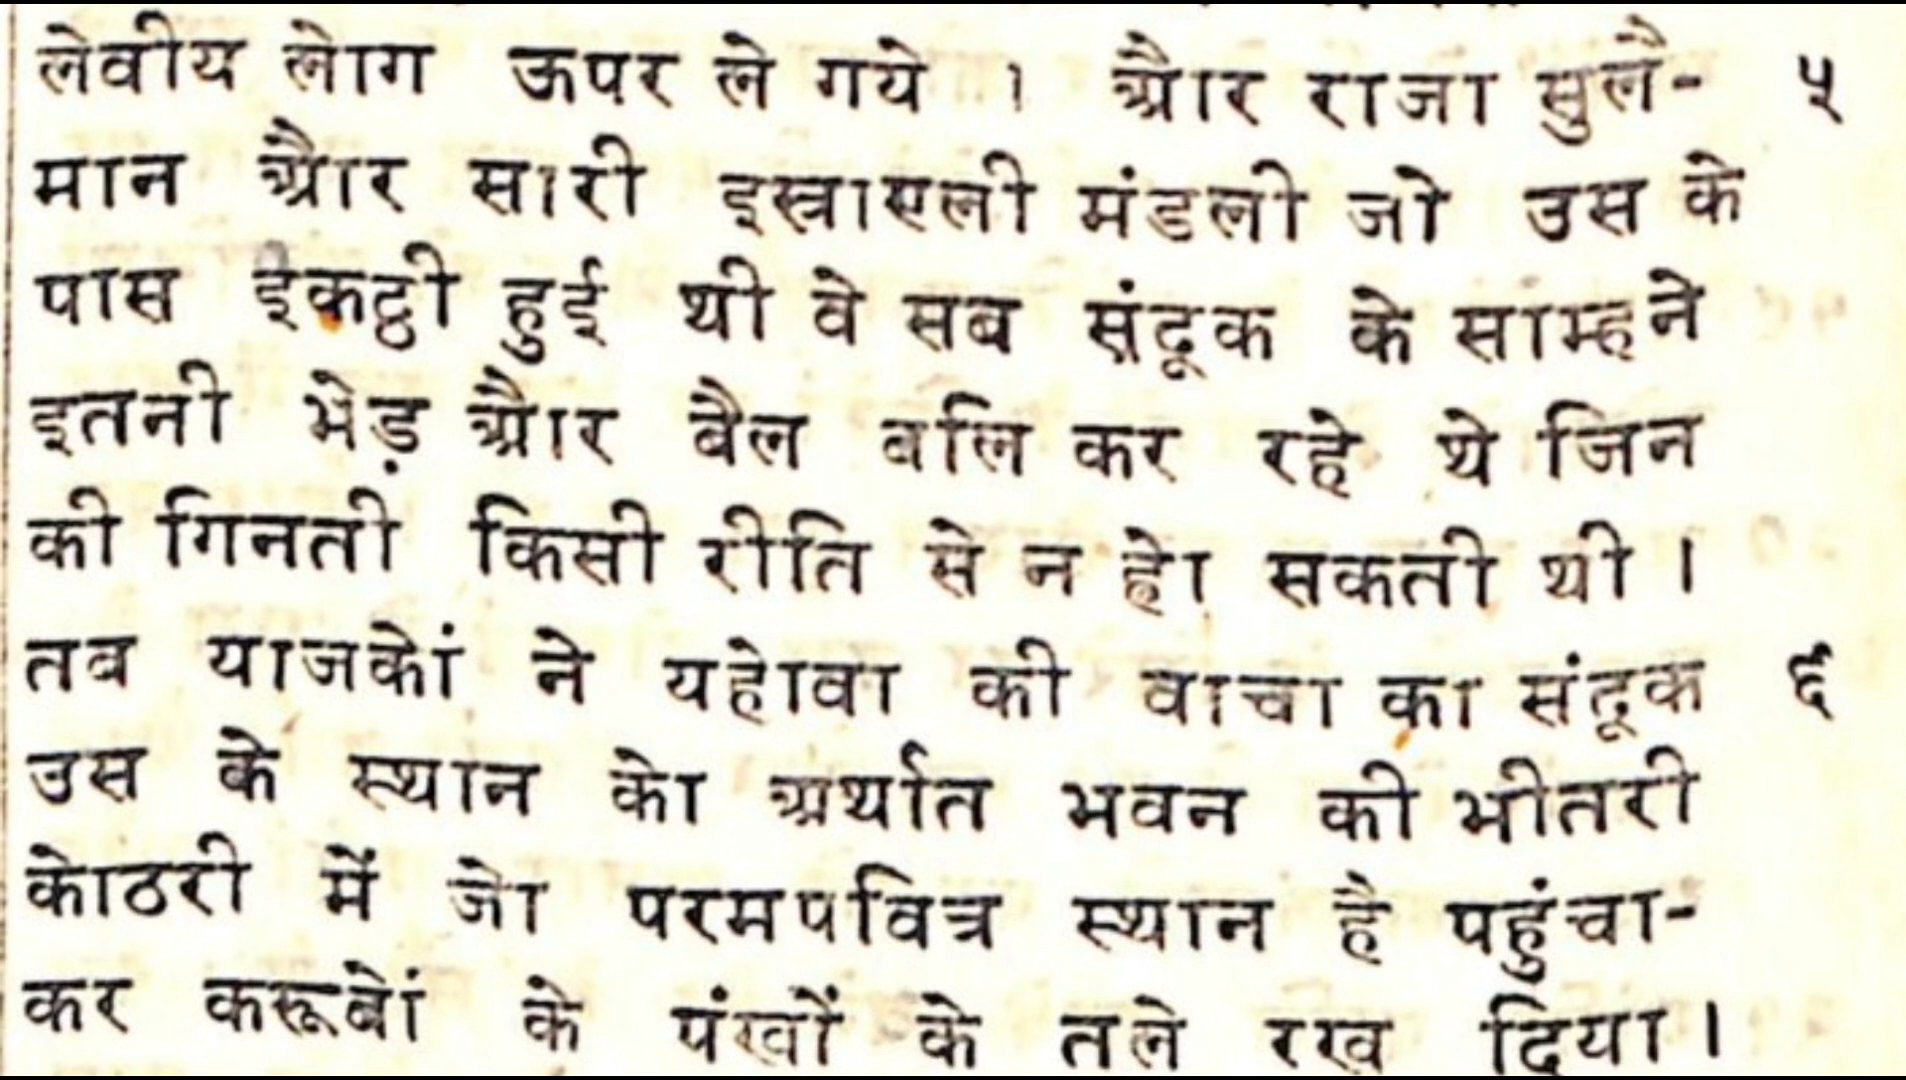 लेवीय लोग ऊपर ले गये । और राजा सुलै- ५
मान और सारी इस्राएली मंडली जो उस के
पास इकट्ठी हुई थी वे सब संदूक के साम्हने
इतनी भेड़ और बैल बलि कर रहे थे जिन
की गिनती किसी रीति से न हो सकती थी ।
तब याजकों ने यहोवा की वाचा का संदूक ६
उस के स्थान को अर्थात भवन की भीतरी
कोठरी में जो परमपवित्र स्थान है पहुंचा-
कर करूबों के पंखों के तले रख दिया ।